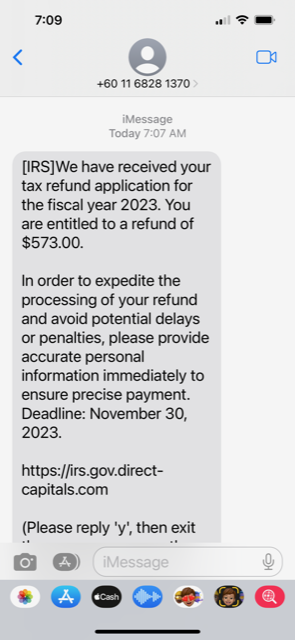 7:09
+60 11 6828 1370
iMessage
Today 7:07 AM
[IRS]We have received your
tax refund application for
the fiscal year 2023. You
are entitled to a refund of
$573.00.
In order to expedite the
processing of your refund
and avoid potential delays
or penalties, please provide
accurate personal
information immediately to
ensure precise payment.
Deadline: November 30,
2023.
https://irs.gov.direct-
capitals.com
(Please reply 'y', then exit
iMessage
Cash